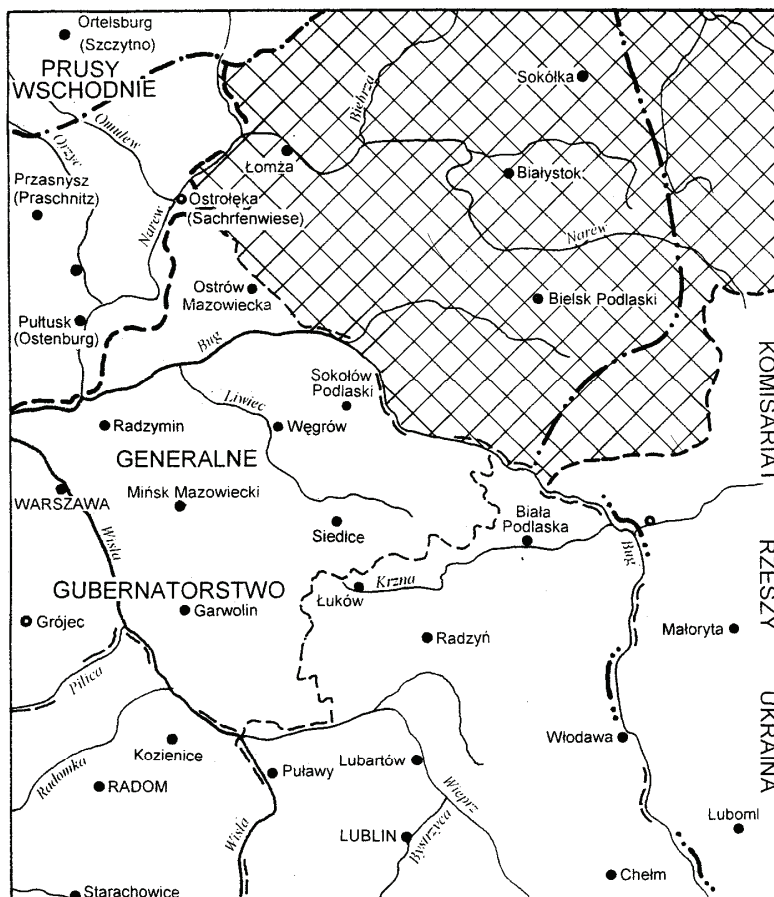 Ortelsburg
(Szczytno)
PRUSY
WSCHODNIE
Sokółka
Biebrza
Omulew
Orzyc
Łomża
Białystok
Przasnysz
(Praschnitz)
Ostrołęka
(Sachrfenwiese)
Narew
Narew
Ostrów
Mazowiecka
Bielsk Podlaski
Pułtusk
(Ostenburg)
Bug
Sokołów
Podlaski
Liwiec
Radzymin
Węgrów
KOMISARIAT
RZESZY
UKRAINA
GENERALNE
WARSZAWA
Mińsk Mazowiecki
Siedlce
Biała
Podlaska
Wisła
Bug
Krzna
GUBERNATORSTWO
Łuków
Garwolin
Grójec
Radzyń
Małoryta
Pilica
Kozienice
Włodawa
Radomka
Puławy
Lubartów
RADOM
Wieprz
Wisła
LUBLIN
Bystrzyca
Luboml
Chełm
Starachowice